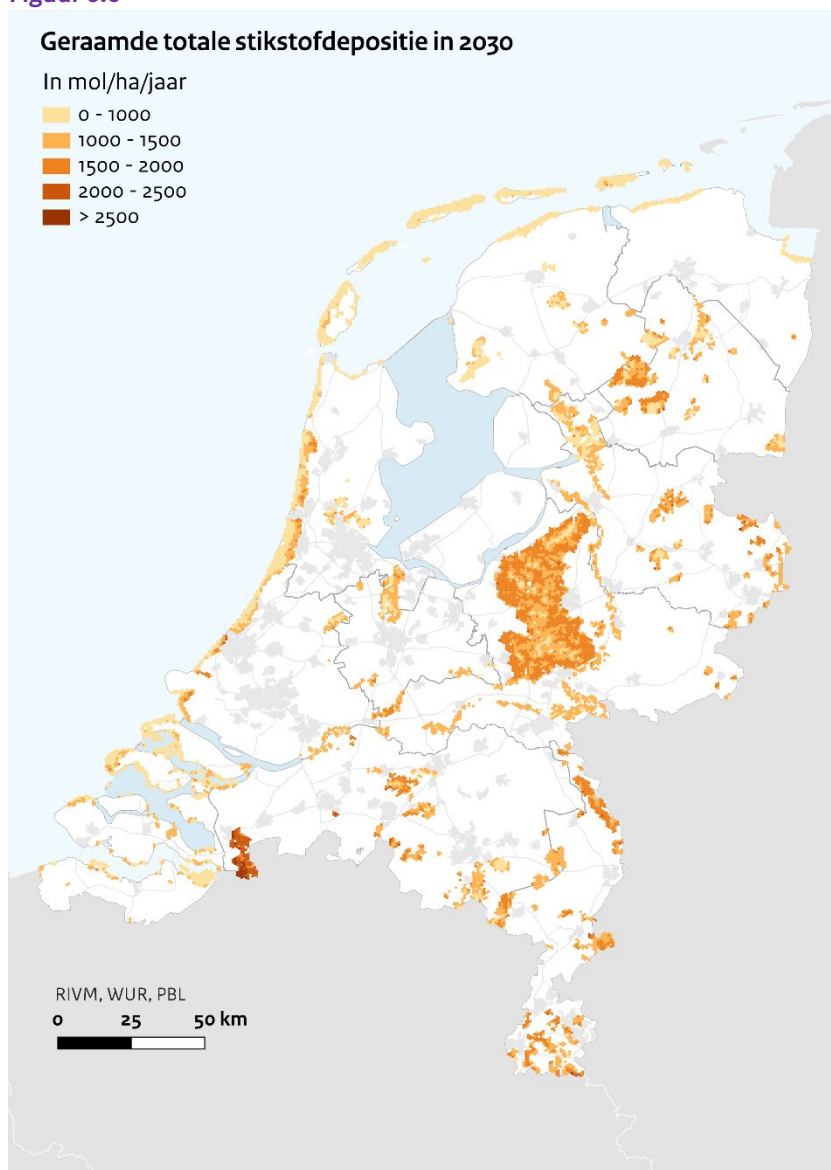 Geraamde totale stikstofdepositie in 2030
In mol/ha/jaar
0 - 1000
1000 - 1500
1500 - 2000
2000 - 2500
> 2500
RIVM, WUR, PBL
0 25 50 km